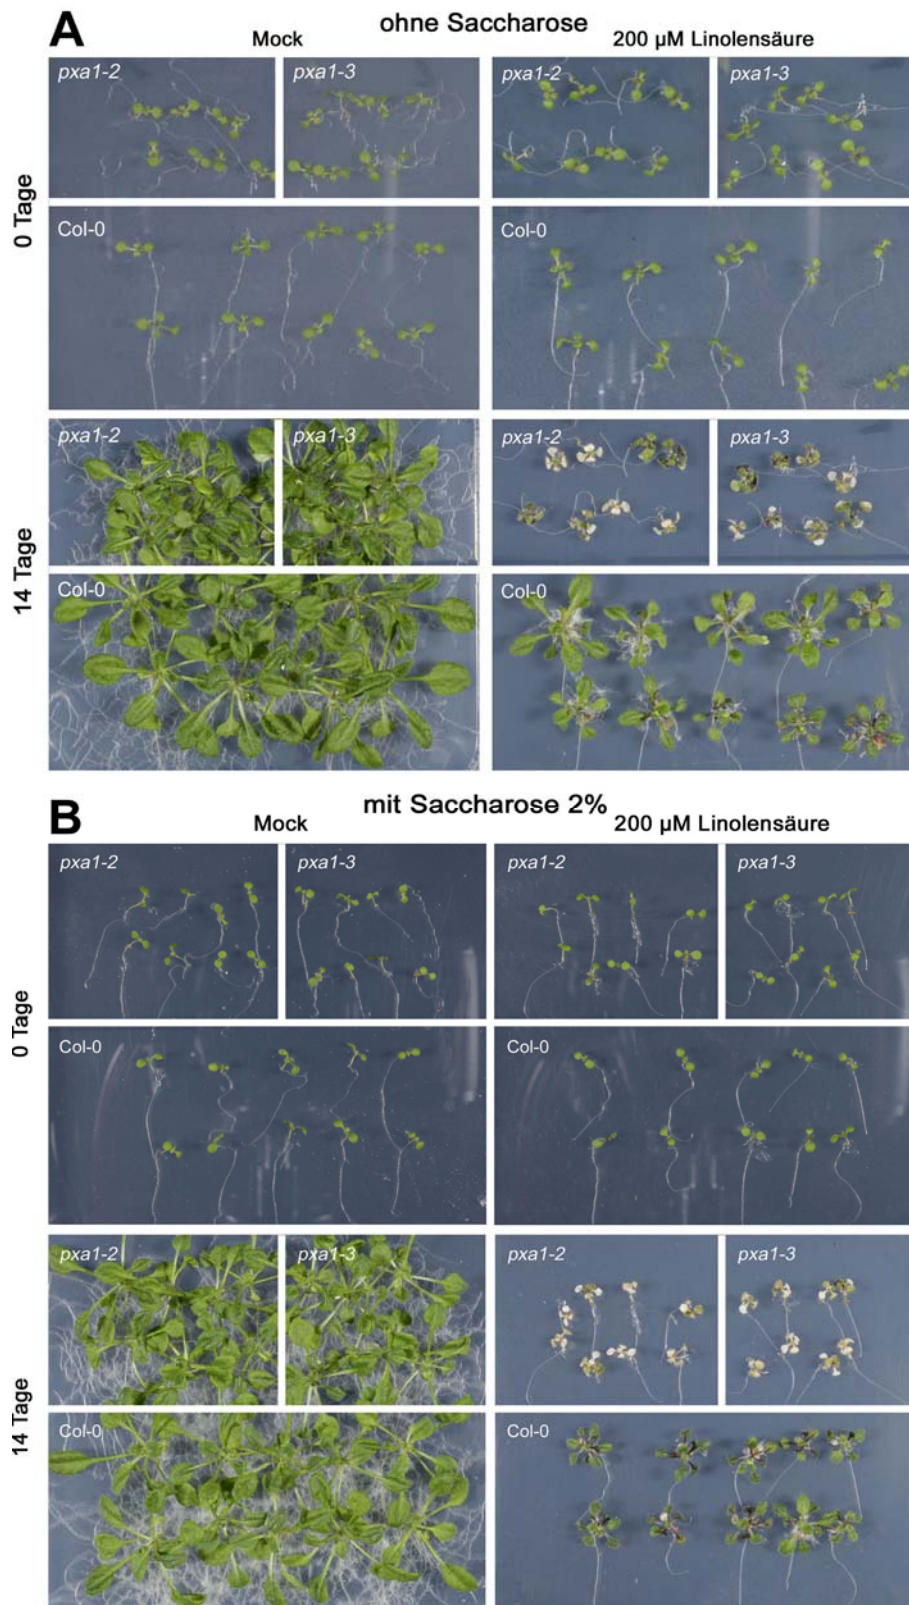 A
ohne Saccharose
Mock
200 µM Linolensäure
0 Tage
pxa1-2
pxa1-3
pxa1-2
pxa1-3
Col-0
Col-0
14 Tage
pxa1-2
pxa1-3
pxa1-2
pxa1-3
Col-0
Col-0
B
mit Saccharose 2%
Mock
200 µM Linolensäure
0 Tage
pxa1-2
pxa1-3
pxa1-2
pxa1-3
Col-0
Col-0
14 Tage
pxa1-2
pxa1-3
pxa1-2
pxa1-3
Col-0
Col-0